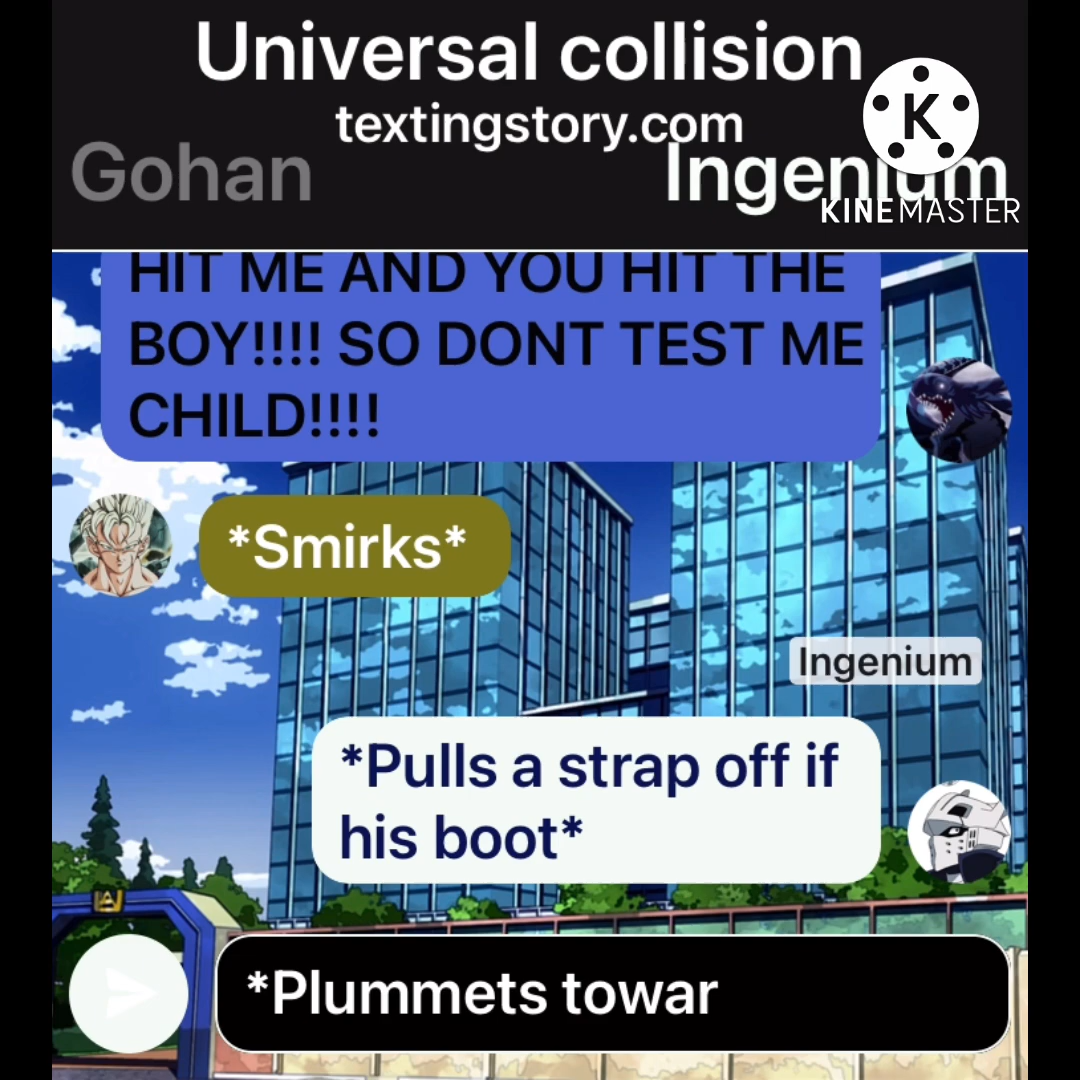 Universal collision
textingstory.com
Gohan
Ingenium
K
KINEMASTER
HIT ME AND YOU HIT THE
BOY!!!! SO DONT TEST ME
CHILD!!!!
*Smirks*
Ingenium
*Pulls a strap off if
his boot*
*Plummets towar